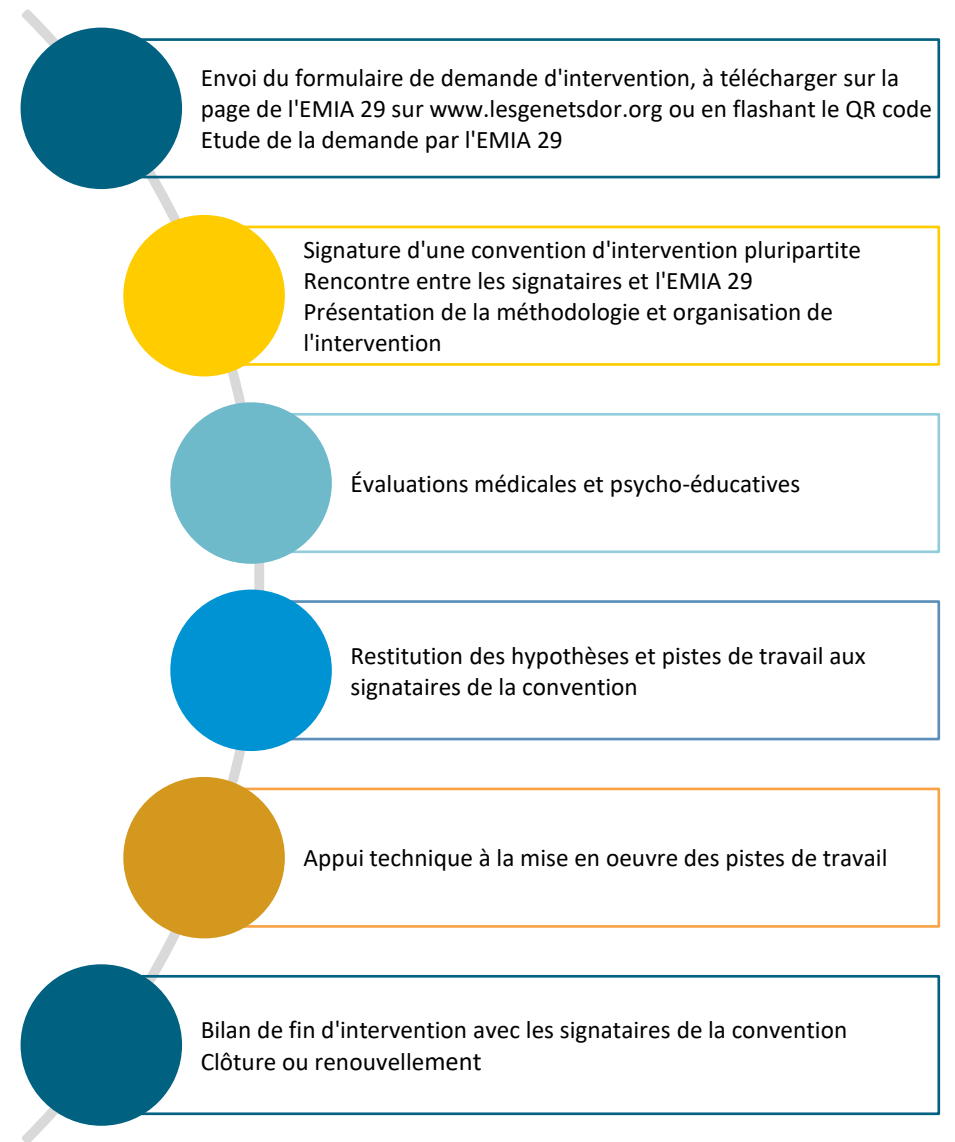 Envoi du formulaire de demande d'intervention, à télécharger sur la
page de l'EMIA 29 sur www.lesgenetsdor.org ou en flashant le QR code
Etude de la demande par l'EMIA 29
Signature d'une convention d'intervention pluripartite
Rencontre entre les signataires et l'EMIA 29
Présentation de la méthodologie et organisation de
l'intervention
Évaluations médicales et psycho-éducatives
Restitution des hypothèses et pistes de travail aux
signataires de la convention
Appui technique à la mise en oeuvre des pistes de travail
Bilan de fin d'intervention avec les signataires de la convention
Clôture ou renouvellement